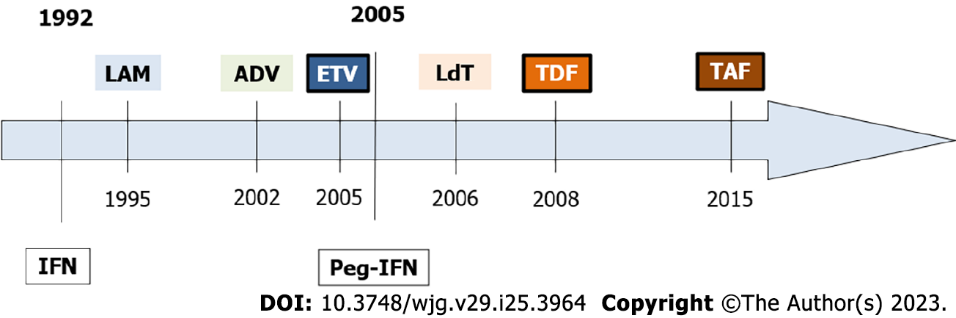 1992
2005
LAM ADV ETV LdT TDF TAF
1995 2002 2005 2006 2008 2015
IFN Peg-IFN
DOI: 10.3748/wjg.v29.i25.3964 Copyright ©The Author(s) 2023.